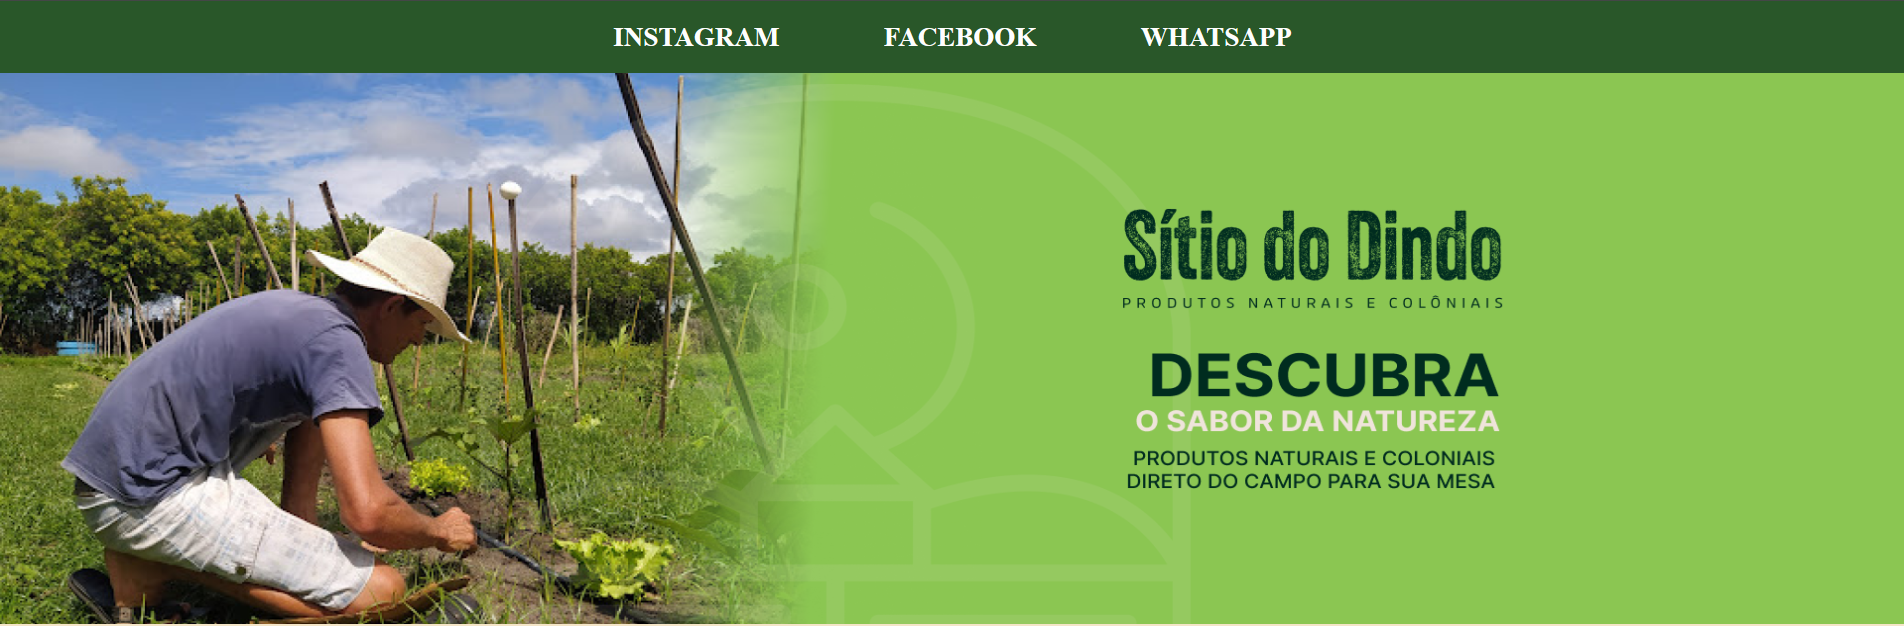 INSTAGRAM FACEBOOK WHATSAPP
Sítio do Dindo
PRODUTOS NATURAIS E COLÔNIAIS
DESCUBRA
O SABOR DA NATUREZA
PRODUTOS NATURAIS E COLONIAIS
DIRETO DO CAMPO PARA SUA MESA